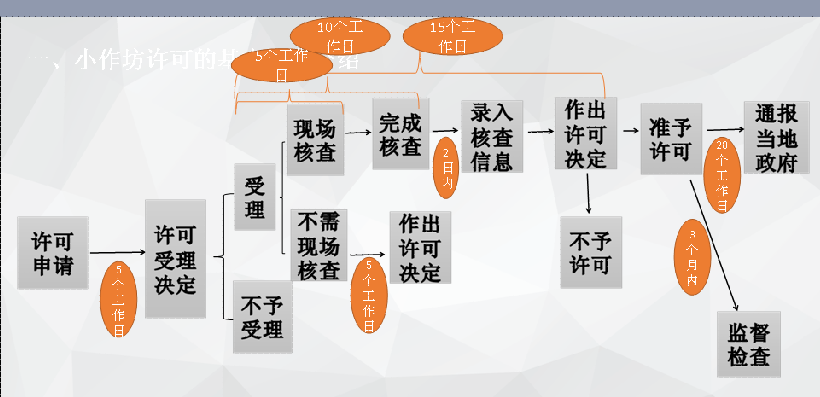 10个工
作日
15个工
作日
一、小作坊许可的基
组
5个工作
日
现场
核查
完成
核查
录入
核查
信息
作出
许可
决定
准予
许可
通报
当地
政府
2
日
内
20
个
工
作
日
受
理
许可
申请
许可
受理
决定
不需
现场
核查
作出
许可
决定
不予
许可
3
个
月
内
5
个
工
作
日
5
个
工
作
日
不予
受理
监督
检查